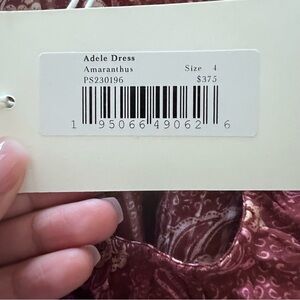 Adele Dress
Amaranthus Size 4
PS230196 $375
1 95066 49062 6